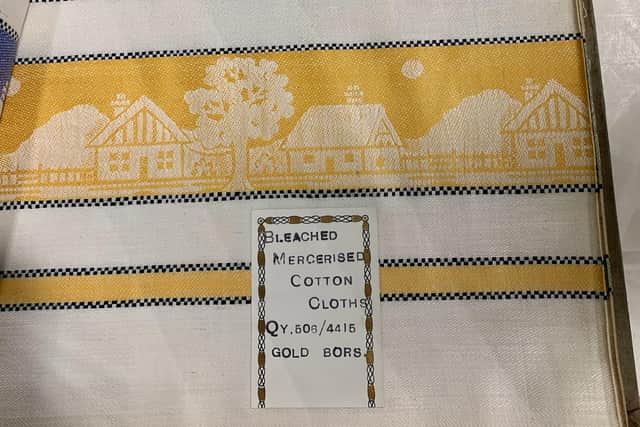 BLEACHED
MERCERISED
COTTON
CLOTHS
QY.506/4415
GOLD BORS.